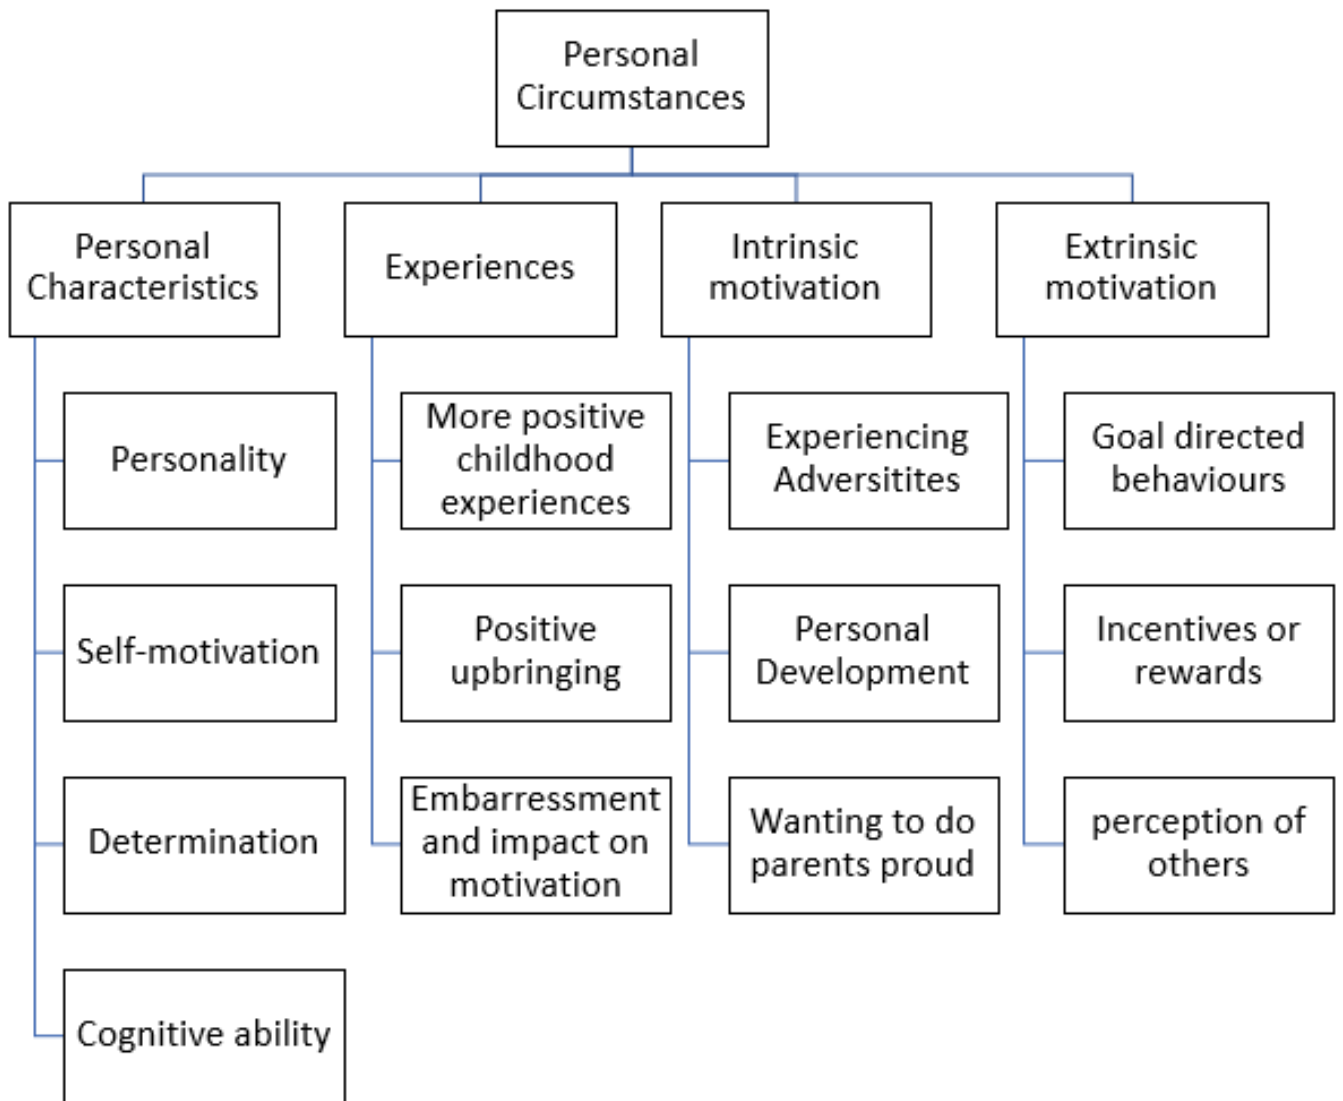 Personal
Circumstances
Personal
Characteristics
Experiences
Intrinsic
motivation
Extrinsic
motivation
Personality
More positive
childhood
experiences
Experiencing
Adversitites
Goal directed
behaviours
Self-motivation
Positive
upbringing
Personal
Development
Incentives or
rewards
Determination
Embarressment
and impact on
motivation
Wanting to do
parents proud
perception of
others
Cognitive ability